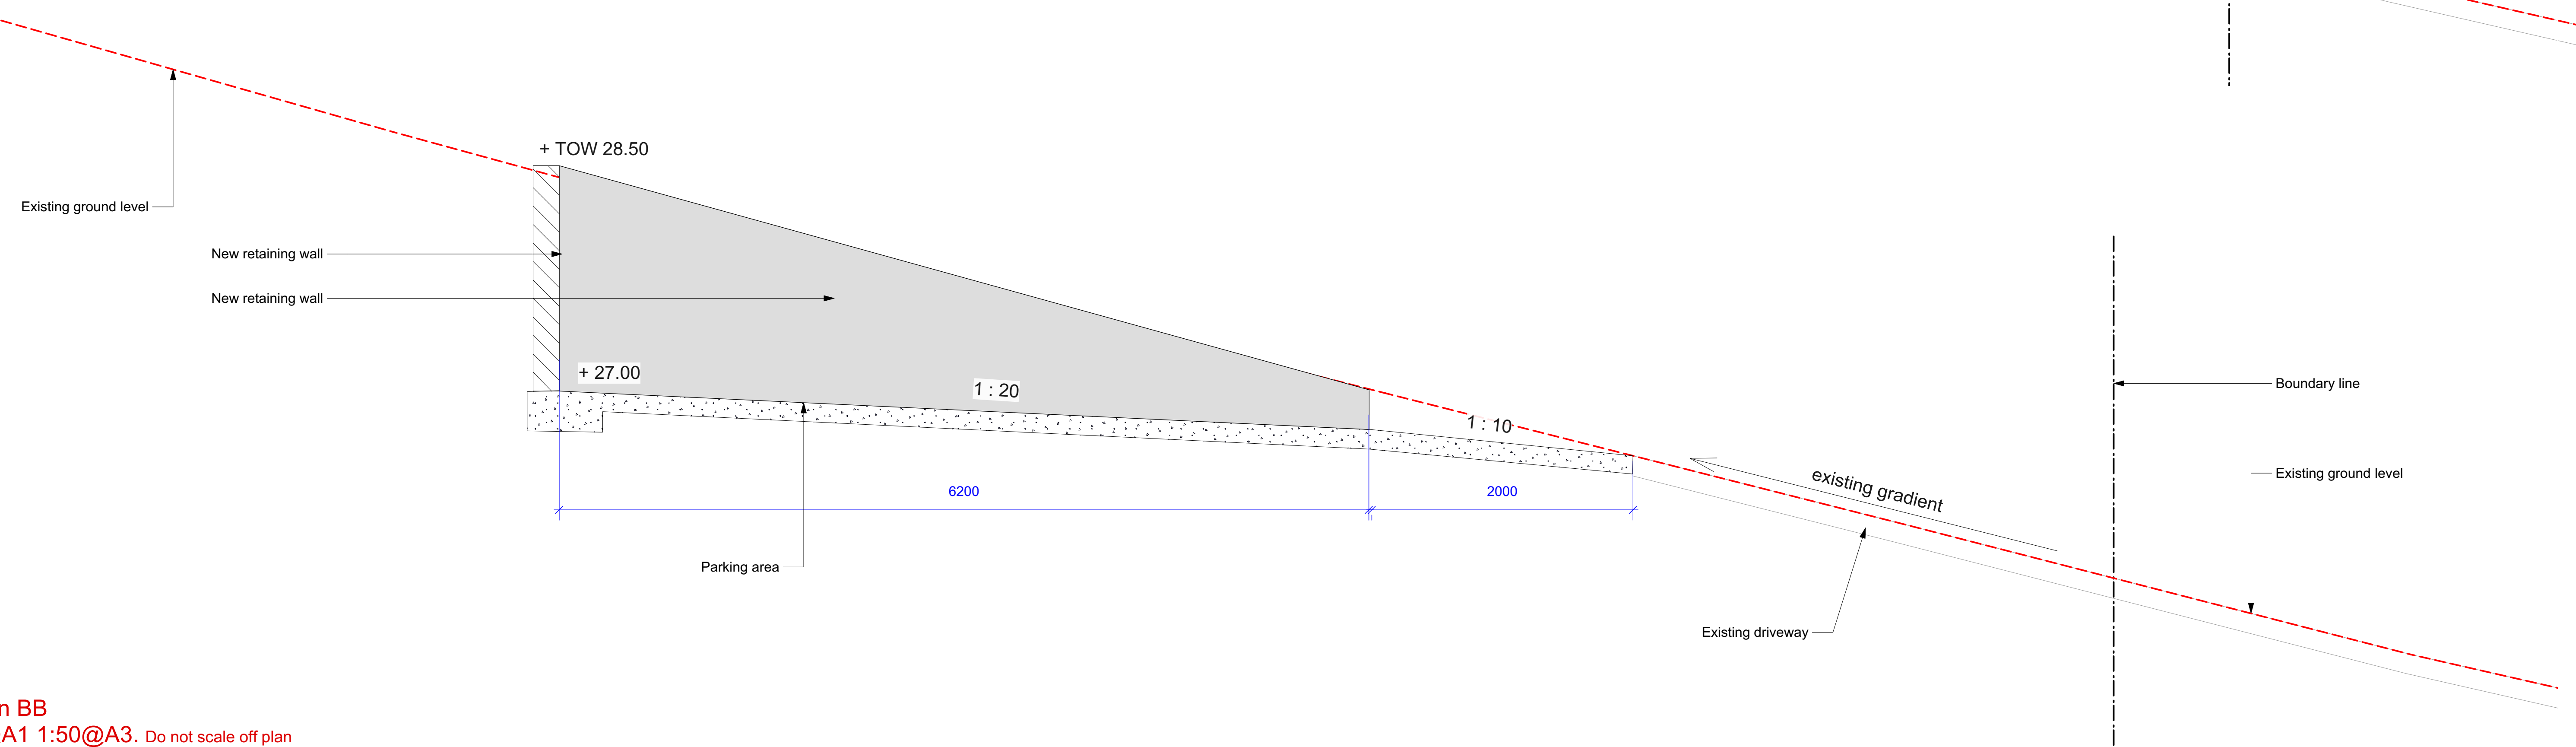 + TOW 28.50
Existing ground level
New retaining wall
New retaining wall
+ 27.00
1 : 20
1 : 10
Boundary line
existing gradient
Existing ground level
6200
2000
Parking area
Existing driveway
n BB
A1 1:50@A3. Do not scale off plan